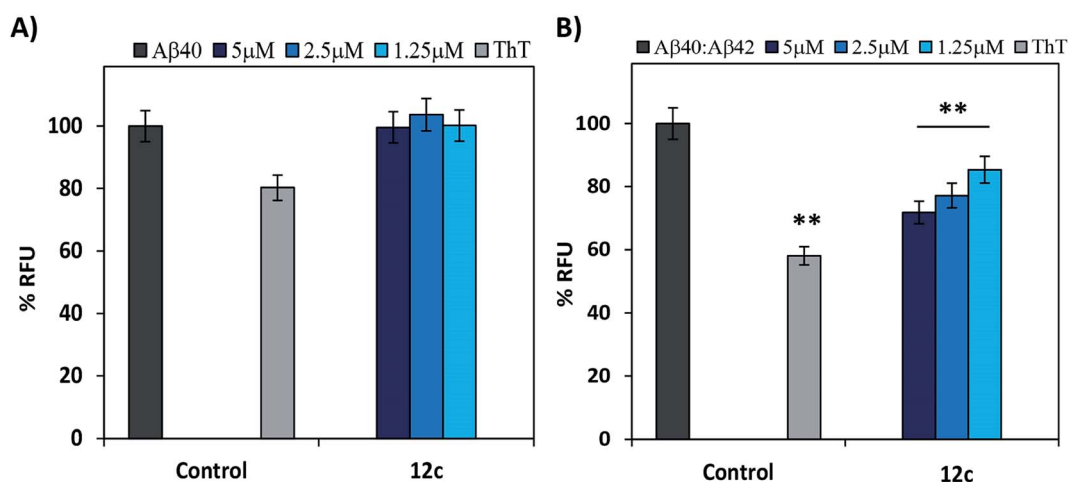 A)
Aβ40 5μM 2.5μM 1.25μM ThT
100
80
60
40
20
0
% RFU
Control 12c
B)
Aβ40:Aβ42 5μM 2.5μM 1.25μM ThT
**
**
100
80
60
40
20
0
% RFU
Control 12c